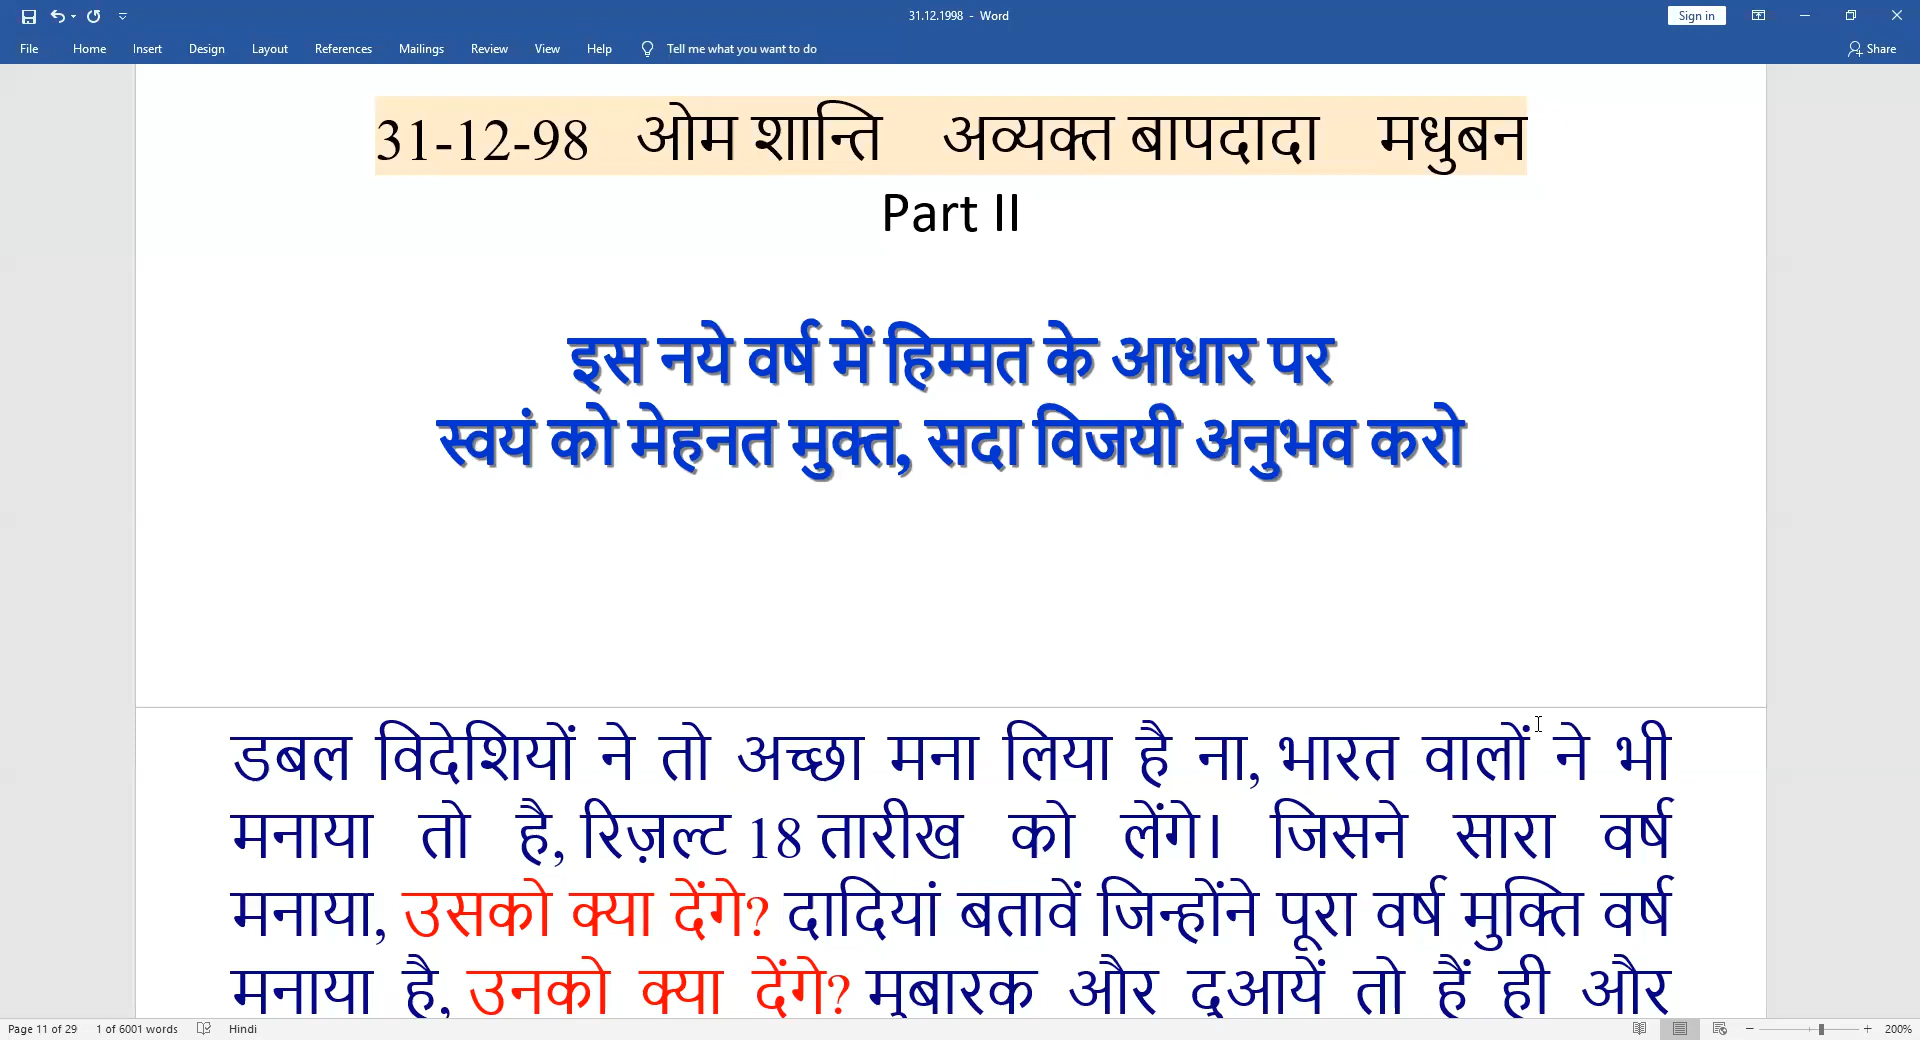 31.12.1998 - Word
Sign in
File Home Insert Design Layout References Mailings Review View Help Tell me what you want to do Share
31-12-98 ओम शान्ति अव्यक्त बापदादा मधुबन
Part II
इस नये वर्ष में हिम्मत के आधार पर
स्वयं को मेहनत मुक्त, सदा विजयी अनुभव करो
डबल विदेशियों ने तो अच्छा मना लिया है ना, भारत वालों ने भी
मनाया तो है, रिज़ल्ट 18 तारीख को लेंगे। जिसने सारा वर्ष
मनाया, उसको क्या देंगे? दादियां बतावें जिन्होंने पूरा वर्ष मुक्ति वर्ष
मनाया है, उनको क्या देंगे? मुबारक और दुआयें तो हैं ही और
Page 11 of 29 1 of 6001 words Hindi 200%